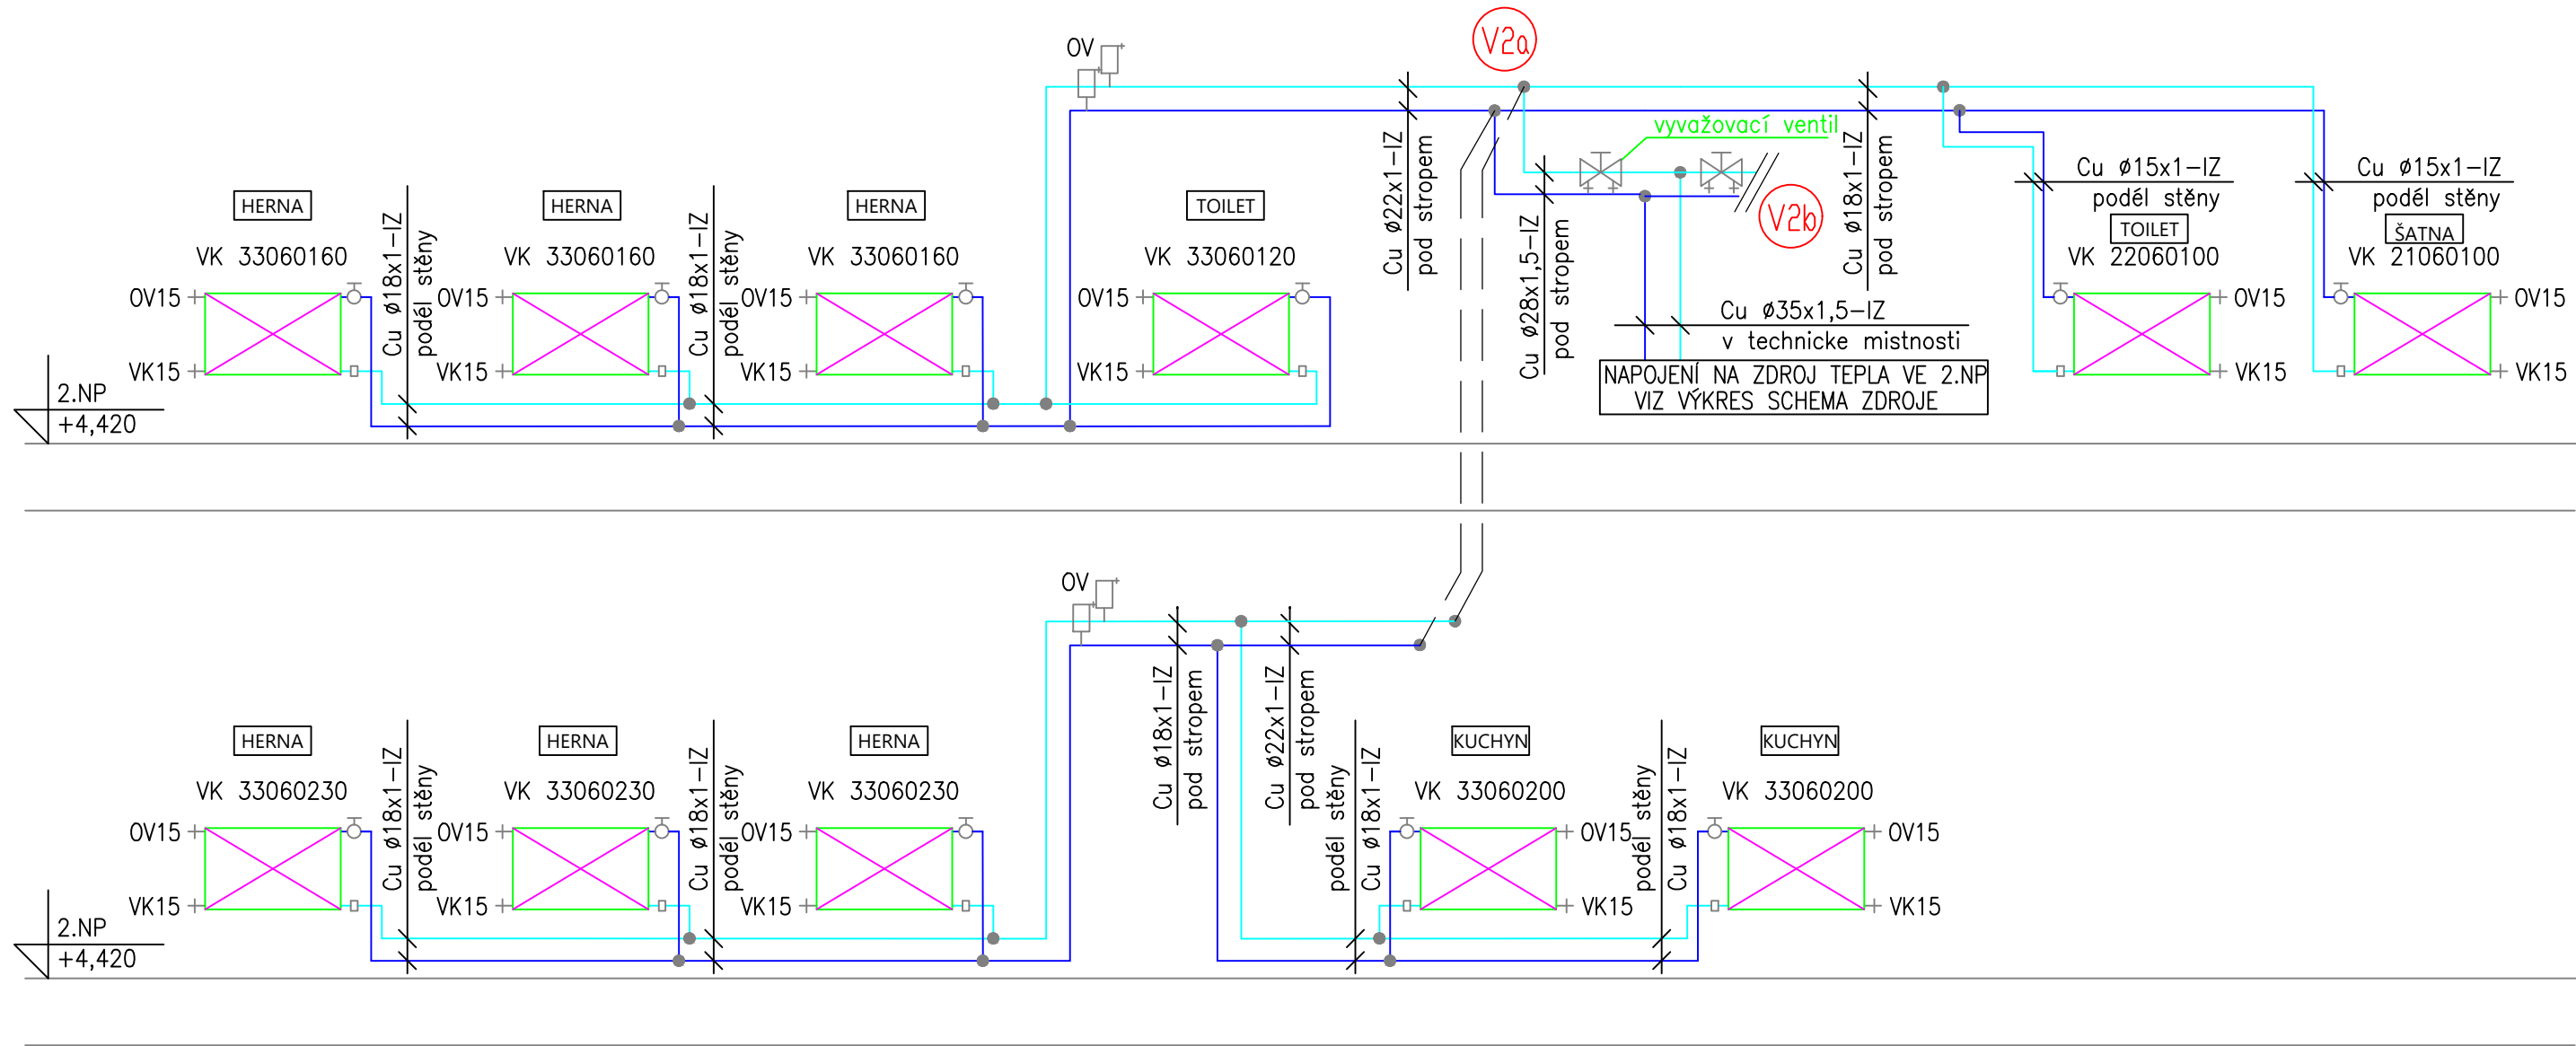 OV
V2a
vyvažovací ventil
Cu ø22x1-IZ
pod stropem
Cu ø18x1-IZ
pod stropem
Cu ø15x1-IZ
podél stěny
Cu ø15x1-IZ
podél stěny
HERNA
VK 33060160
OV15
VK15
Cu ø18x1-IZ
podél stěny
HERNA
VK 33060160
OV15
VK15
Cu ø18x1-IZ
podél stěny
HERNA
VK 33060160
OV15
VK15
TOILET
VK 33060120
OV15
VK15
V2b
Cu ø28x1,5-IZ
pod stropem
Cu ø35x1,5-IZ
v technicke mistnosti
NAPOJENÍ NA ZDROJ TEPLA VE 2.NP
VIZ VÝKRES SCHEMA ZDROJE
TOILET
VK 22060100
OV15
VK15
ŠATNA
VK 21060100
OV15
VK15
2.NP
+4,420
OV
Cu ø18x1-IZ
pod stropem
Cu ø22x1-IZ
pod stropem
HERNA
VK 33060230
OV15
VK15
Cu ø18x1-IZ
podél stěny
HERNA
VK 33060230
OV15
VK15
Cu ø18x1-IZ
podél stěny
HERNA
VK 33060230
OV15
VK15
podél stěny
Cu ø18x1-IZ
KUCHYN
VK 33060200
OV15
VK15
podél stěny
Cu ø18x1-IZ
KUCHYN
VK 33060200
OV15
VK15
2.NP
+4,420